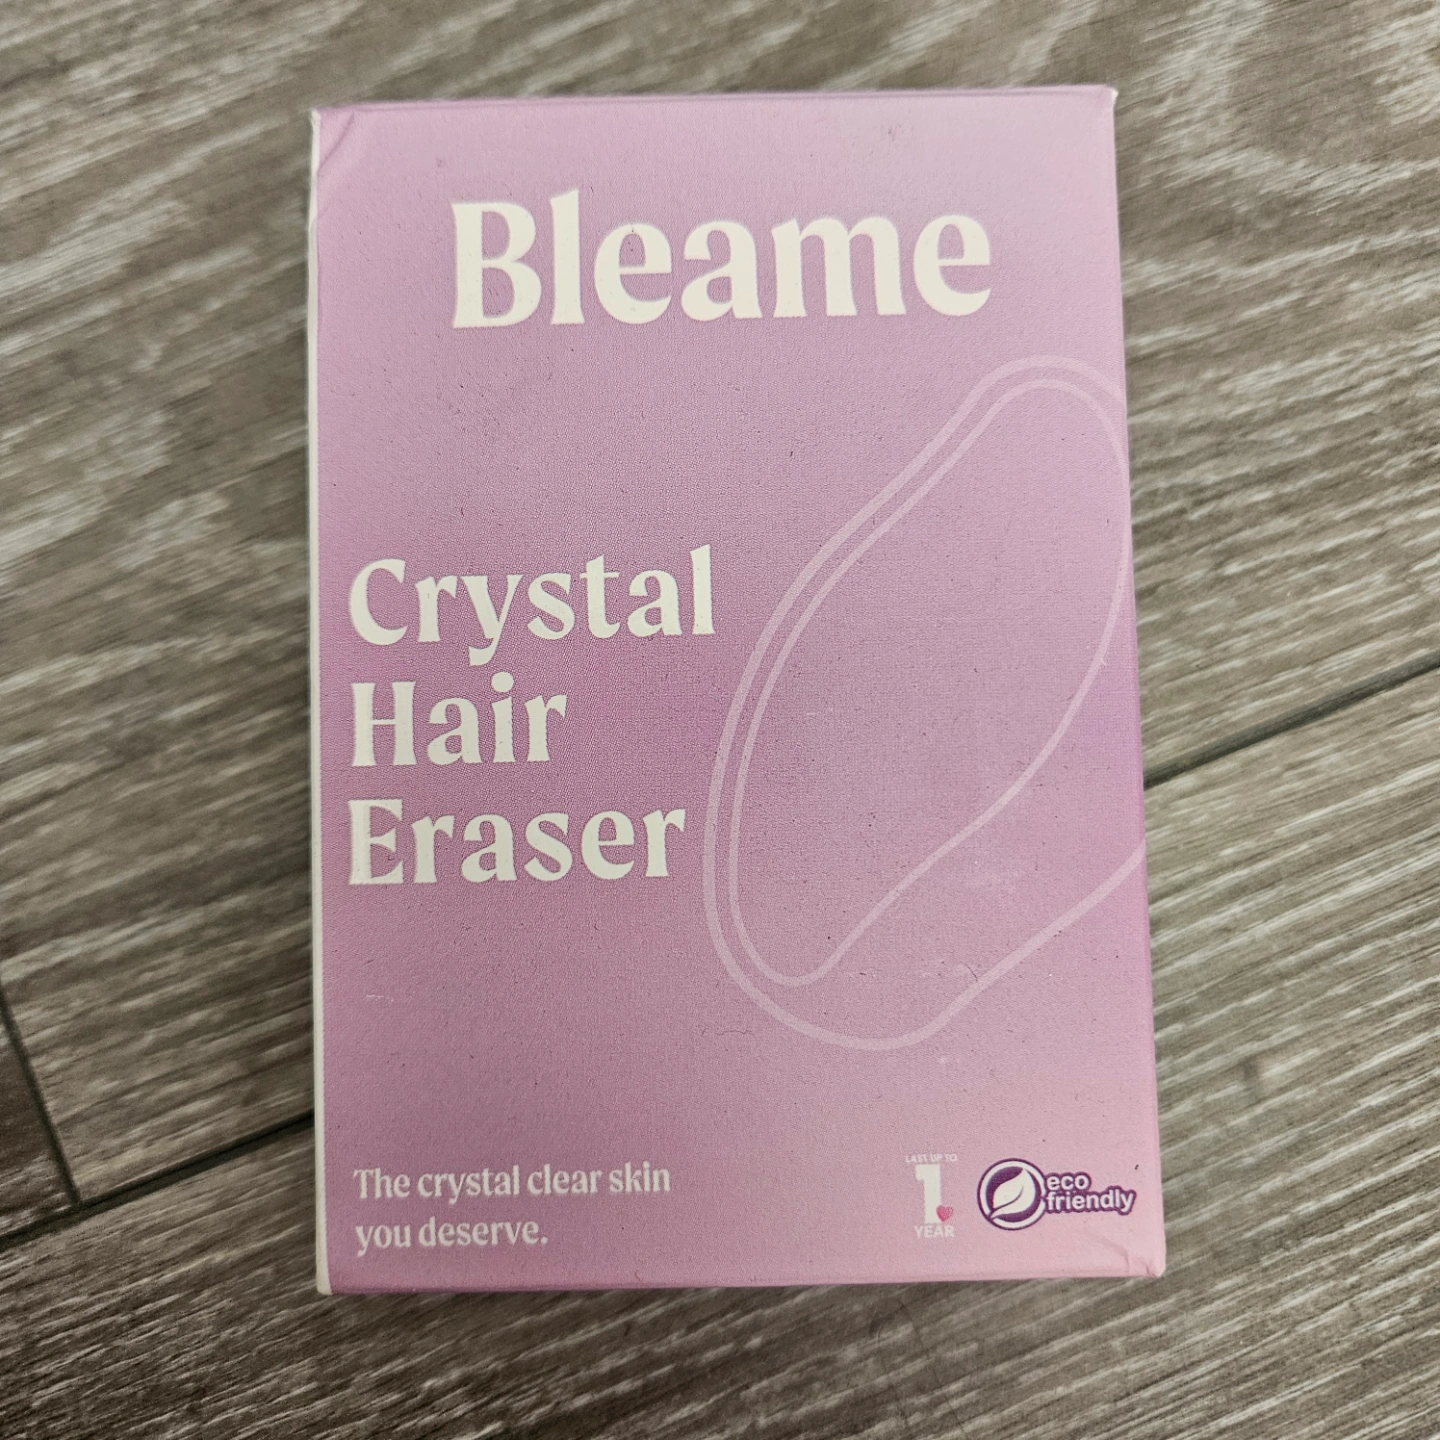 Bleame
Crystal
Hair
Eraser
The crystal clear skin
you deserve.
LAST UP TO
1
YEAR
eco
friendly